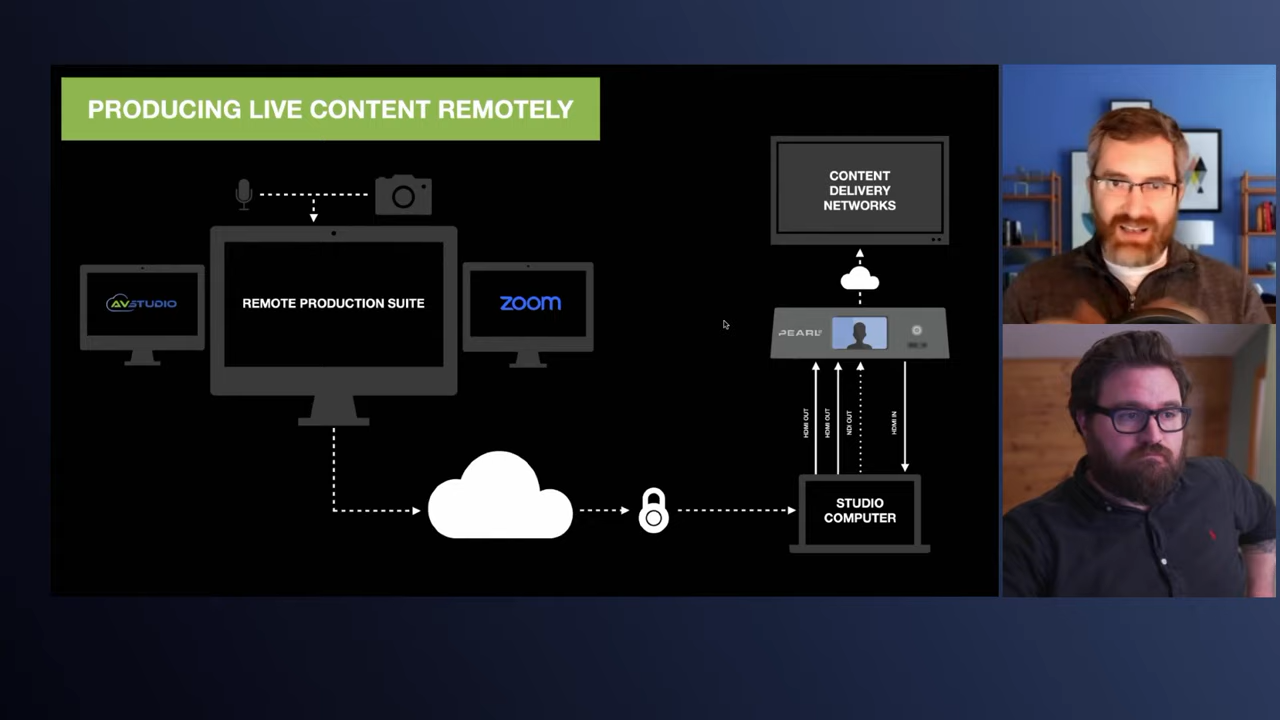 PRODUCING LIVE CONTENT REMOTELY
AVSTUDIO
REMOTE PRODUCTION SUITE
zoom
CONTENT
DELIVERY
NETWORKS
PEARL
HDMI OUT
HDMI OUT
NDI OUT
HDMI IN
STUDIO
COMPUTER